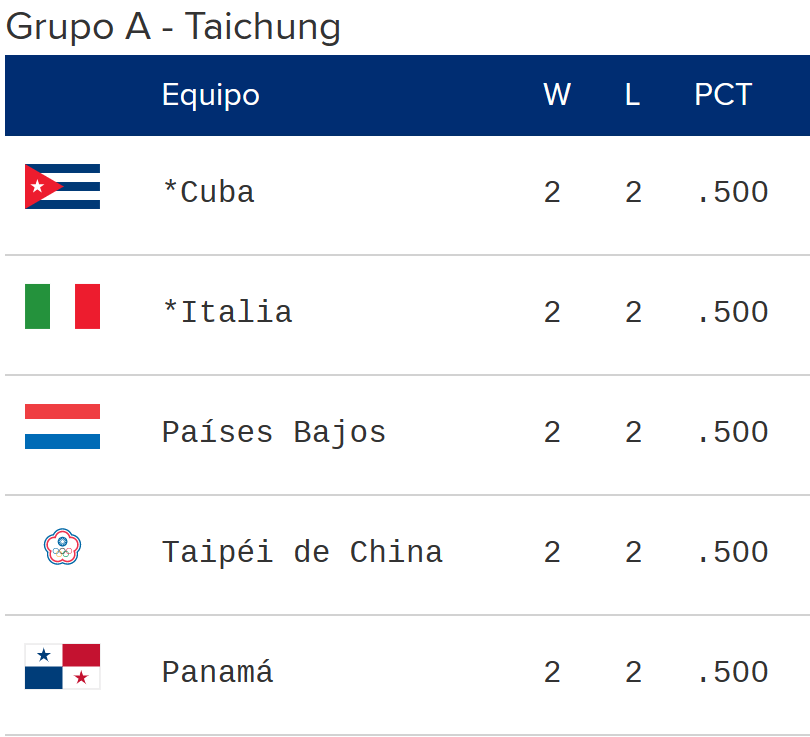 Grupo A - Taichung
Equipo W L PCT
*Cuba 2 2 .500
*Italia 2 2 .500
Países Bajos 2 2 .500
Taipéi de China 2 2 .500
Panamá 2 2 .500